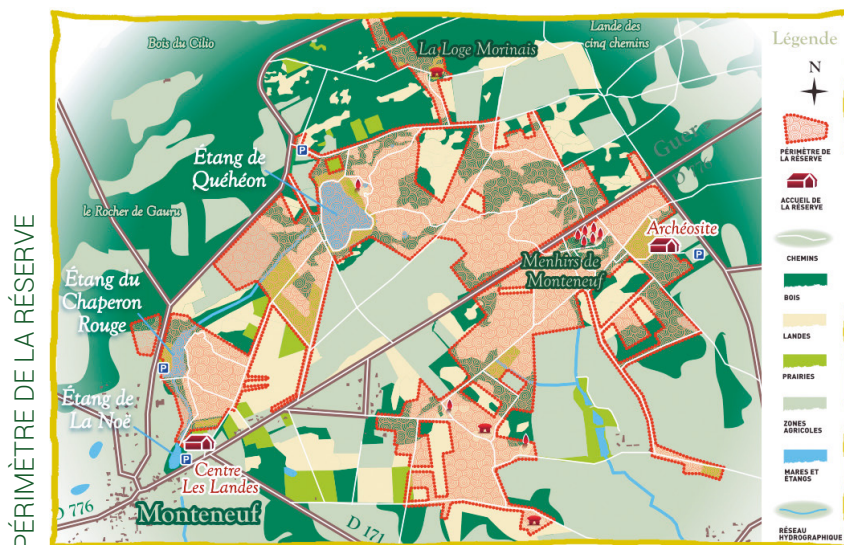 PÉRIMÈTRE DE LA RÉSERVE
Bois du Cilio
La Loge Morinais
Lande des
cinq chemins
Étang de
Quéhéon
P
Guer
D 776
le Rocher de Gauru
Archéosite
P
Menhirs de
Monteneuf
Étang du
Chaperon
Rouge
P
Étang de
La Noë
P
Centre
Les Landes
Monteneuf
D 776
D 171
Légende
N
PÉRIMÈTRE DE
LA RÉSERVE
ACCUEIL DE
LA RÉSERVE
CHEMINS
BOIS
LANDES
PRAIRIES
ZONES
AGRICOLES
MARES ET
ETANGS
RÉSEAU
HYDROGRAPHIQUE